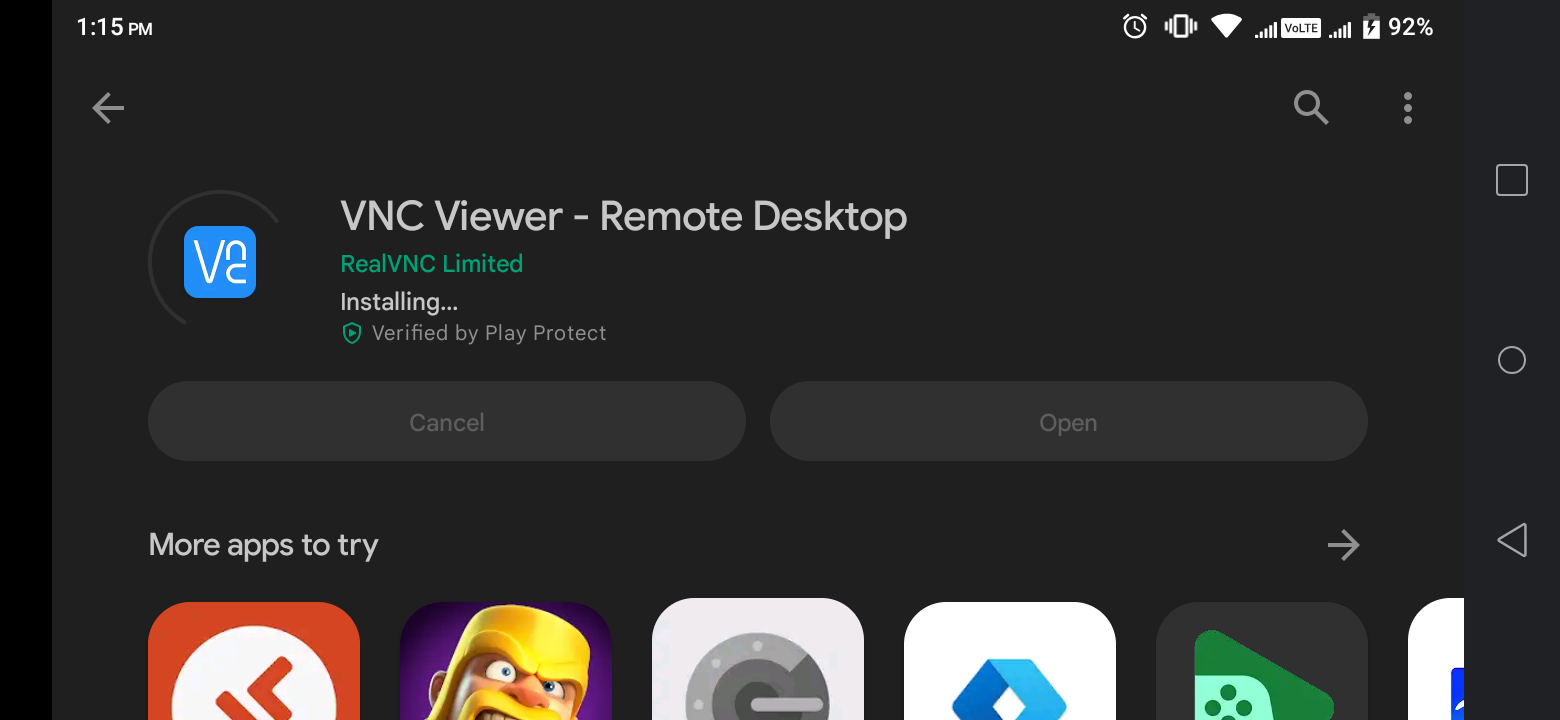 1:15 PM
VoLTE
92%
VNC Viewer - Remote Desktop
RealVNC Limited
Installing...
Verified by Play Protect
Cancel
Open
More apps to try